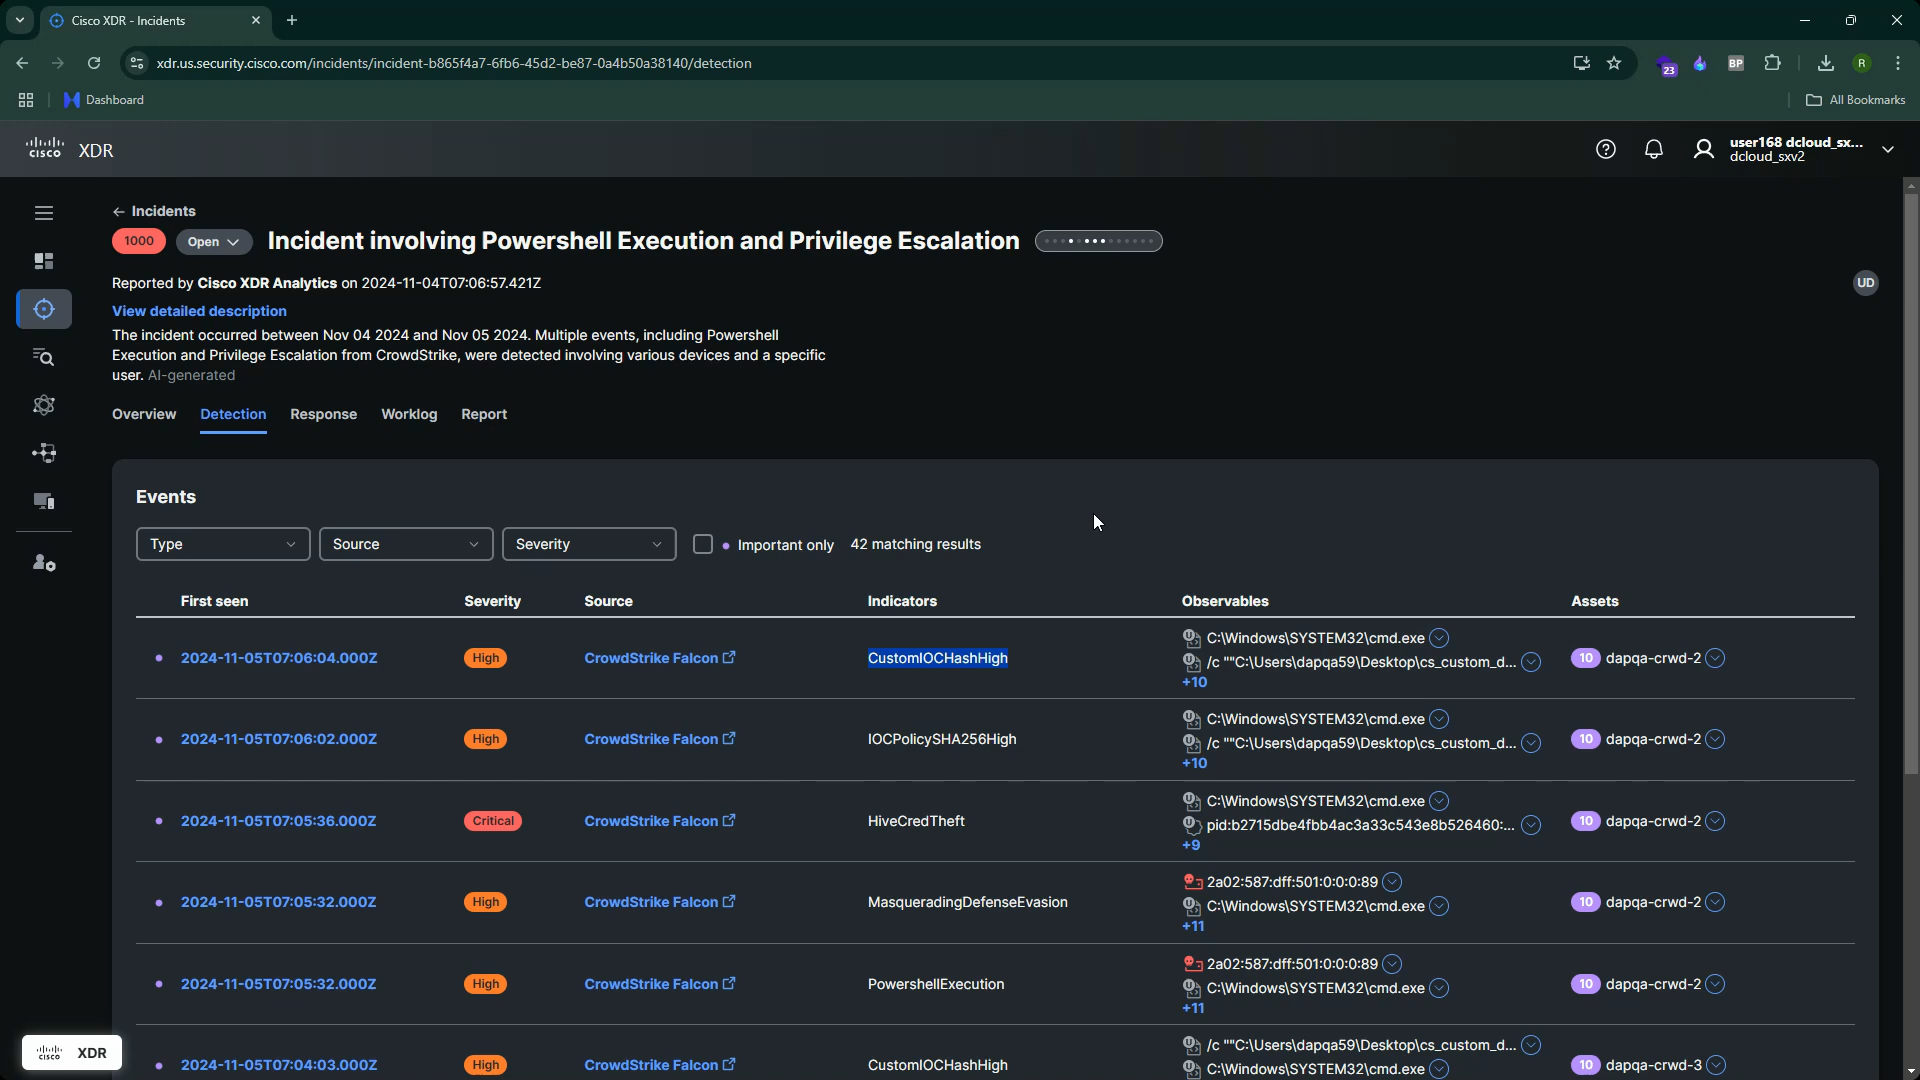 Cisco XDR - Incidents
xdr.us.security.cisco.com/incidents/incident-b865f4a7-6fb6-45d2-be87-0a4b50a38140/detection
23
BP
R
Dashboard
All Bookmarks
CISCO XDR
user168 dcloud_sx...
dcloud_sxv2
Incidents
1000 Open Incident involving Powershell Execution and Privilege Escalation
Reported by Cisco XDR Analytics on 2024-11-04T07:06:57.421Z
UD
View detailed description
The incident occurred between Nov 04 2024 and Nov 05 2024. Multiple events, including Powershell
Execution and Privilege Escalation from CrowdStrike, were detected involving various devices and a specific
user. AI-generated
Overview Detection Response Worklog Report
Events
Type Source Severity Important only 42 matching results
First seen Severity Source Indicators Observables Assets
C:\Windows\SYSTEM32\cmd.exe
2024-11-05T07:06:04.000Z High CrowdStrike Falcon CustomIOCHashHigh /c ""C:\Users\dapqa59\Desktop\cs_custom_d... 10 dapqa-crwd-2
+10
C:\Windows\SYSTEM32\cmd.exe
2024-11-05T07:06:02.000Z High CrowdStrike Falcon IOCPolicySHA256High /c ""C:\Users\dapqa59\Desktop\cs_custom_d... 10 dapqa-crwd-2
+10
C:\Windows\SYSTEM32\cmd.exe
2024-11-05T07:05:36.000Z Critical CrowdStrike Falcon HiveCredTheft pid:b2715dbe4fbb4ac3a33c543e8b526460:... 10 dapqa-crwd-2
+9
2a02:587:dff:501:0:0:0:89
2024-11-05T07:05:32.000Z High CrowdStrike Falcon MasqueradingDefenseEvasion C:\Windows\SYSTEM32\cmd.exe 10 dapqa-crwd-2
+11
2a02:587:dff:501:0:0:0:89
2024-11-05T07:05:32.000Z High CrowdStrike Falcon PowershellExecution C:\Windows\SYSTEM32\cmd.exe 10 dapqa-crwd-2
+11
/c ""C:\Users\dapqa59\Desktop\cs_custom_d...
2024-11-05T07:04:03.000Z High CrowdStrike Falcon CustomIOCHashHigh C:\Windows\SYSTEM32\cmd.exe 10 dapqa-crwd-3
CISCO XDR